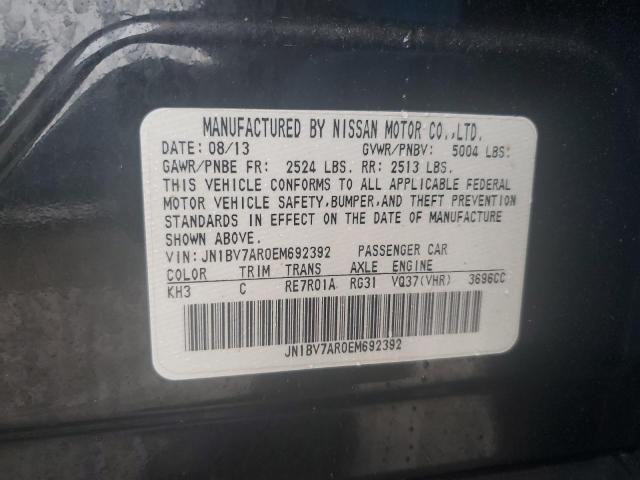 MANUFACTURED BY NISSAN MOTOR CO.,LTD.
DATE: 08/13 GVWR/PNBV: 5004 LBS.
GAWR/PNBE FR: 2524 LBS. RR: 2513 LBS.
THIS VEHICLE CONFORMS TO ALL APPLICABLE FEDERAL
MOTOR VEHICLE SAFETY,BUMPER,AND THEFT PREVENTION
STANDARDS IN EFFECT ON THE DATE OF MANUFACTURE
SHOWN ABOVE.
VIN: JN1BV7AR0EM692392 PASSENGER CAR
COLOR TRIM TRANS AXLE ENGINE
KH3 C RE7R01A RG31 VQ37(VHR) 3696CC
JN1BV7AR0EM692392